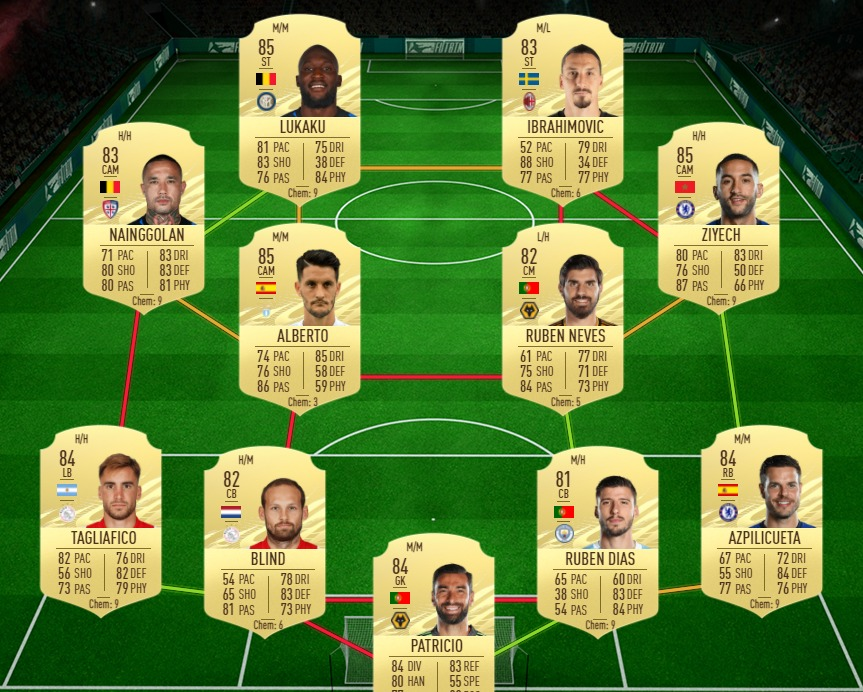 M/M
85
ST
LUKAKU
81 PAC 75 DRI
83 SHO 38 DEF
76 PAS 84 PHY
Chem: 9
M/L
83
ST
IBRAHIMOVIC
52 PAC 79 DRI
88 SHO 34 DEF
77 PAS 77 PHY
Chem: 6
H/H
83
CAM
NAINGGOLAN
71 PAC 83 DRI
80 SHO 83 DEF
80 PAS 81 PHY
Chem: 9
H/H
85
CAM
ZIYECH
80 PAC 83 DRI
76 SHO 50 DEF
87 PAS 66 PHY
Chem: 9
M/M
85
CAM
ALBERTO
74 PAC 85 DRI
76 SHO 58 DEF
86 PAS 59 PHY
Chem: 3
L/H
82
CM
RUBEN NEVES
61 PAC 77 DRI
75 SHO 71 DEF
84 PAS 73 PHY
Chem: 5
H/H
84
LB
TAGLIAFICO
82 PAC 76 DRI
56 SHO 82 DEF
73 PAS 79 PHY
Chem: 9
H/M
82
CB
BLIND
54 PAC 78 DRI
65 SHO 83 DEF
81 PAS 73 PHY
Chem: 6
M/M
84
GK
PATRICIO
84 DIV 83 REF
80 HAN 55 SPE
M/H
81
CB
RUBEN DIAS
65 PAC 60 DRI
38 SHO 83 DEF
54 PAS 84 PHY
Chem: 9
M/M
84
RB
AZPILICUETA
67 PAC 72 DRI
55 SHO 84 DEF
77 PAS 76 PHY
Chem: 9
FUTBIN
FUTBIN
FUTBIN